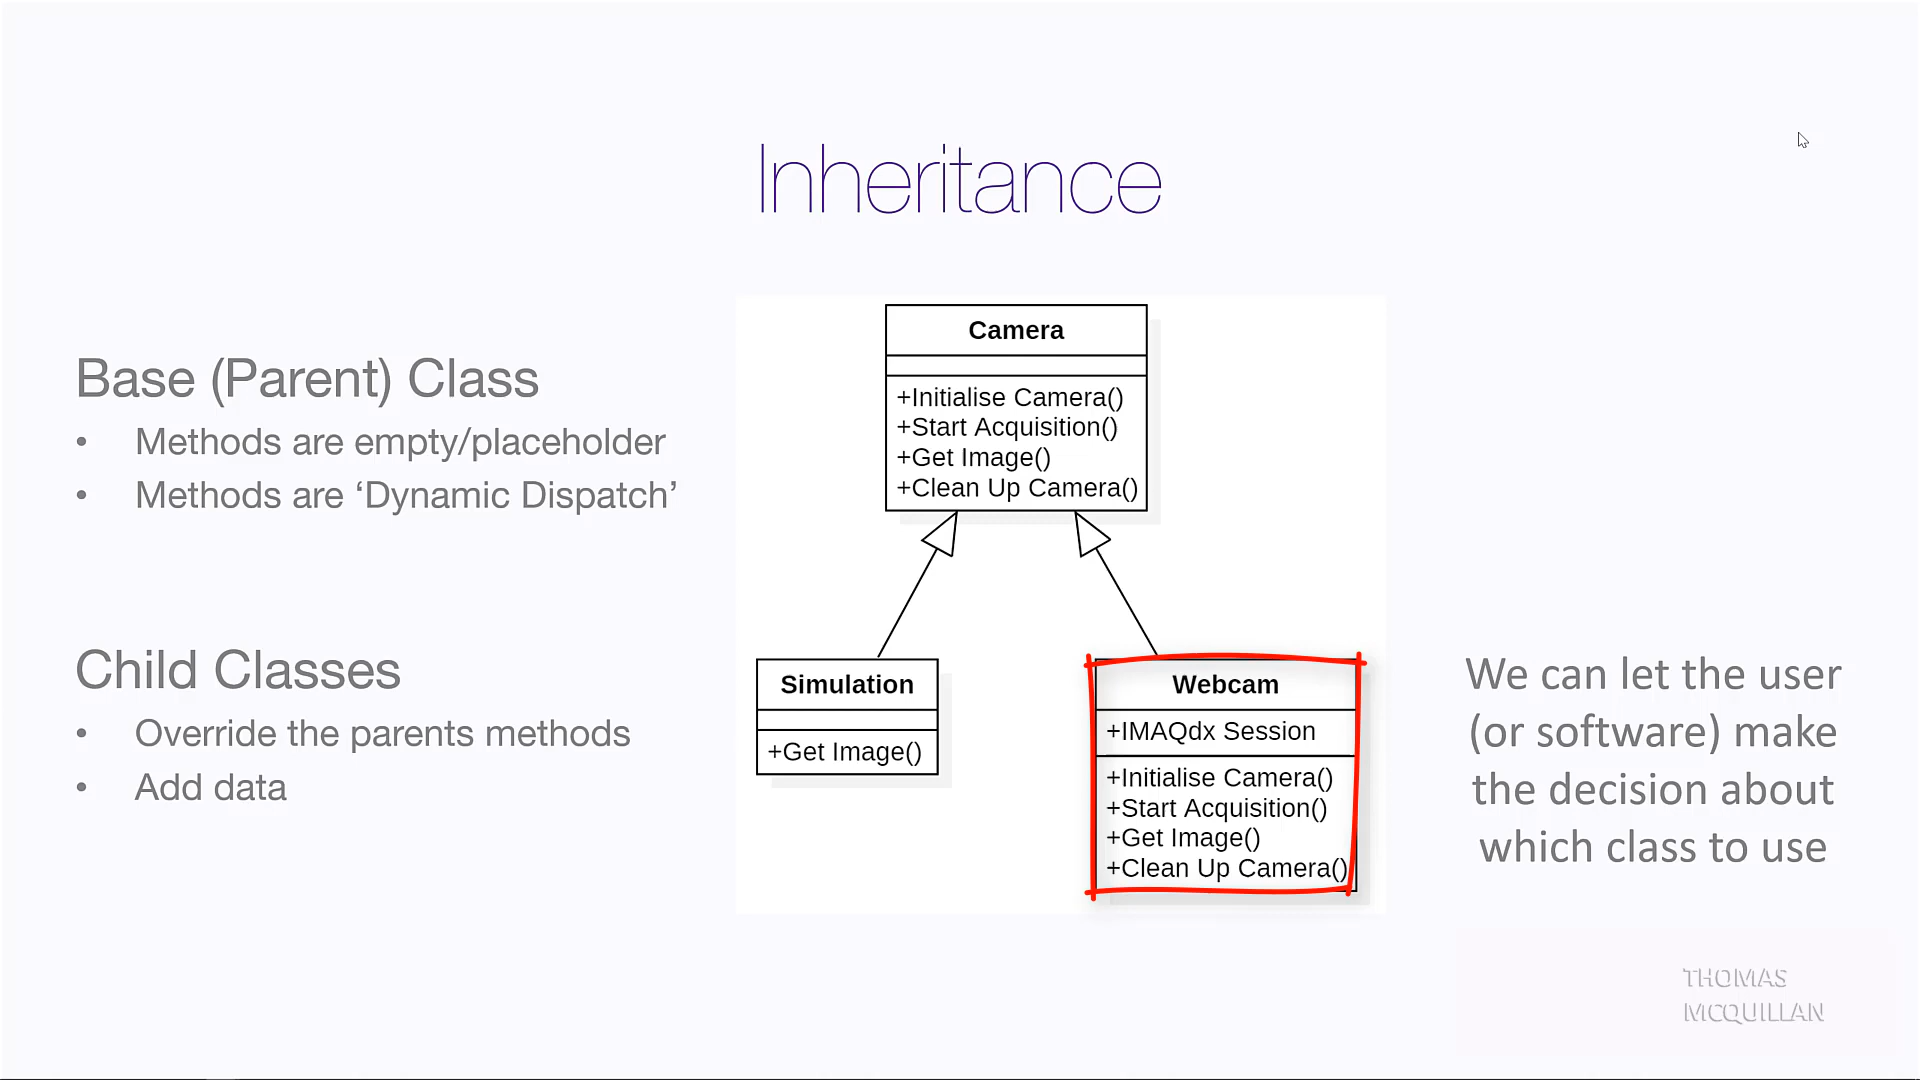 Inheritance
Base (Parent) Class
• Methods are empty/placeholder
• Methods are ‘Dynamic Dispatch’
Child Classes
• Override the parents methods
• Add data
Camera
+Initialise Camera()
+Start Acquisition()
+Get Image()
+Clean Up Camera()
Simulation
+Get Image()
Webcam
+IMAQdx Session
+Initialise Camera()
+Start Acquisition()
+Get Image()
+Clean Up Camera()
We can let the user
(or software) make
the decision about
which class to use
THOMAS
MCQUILLAN